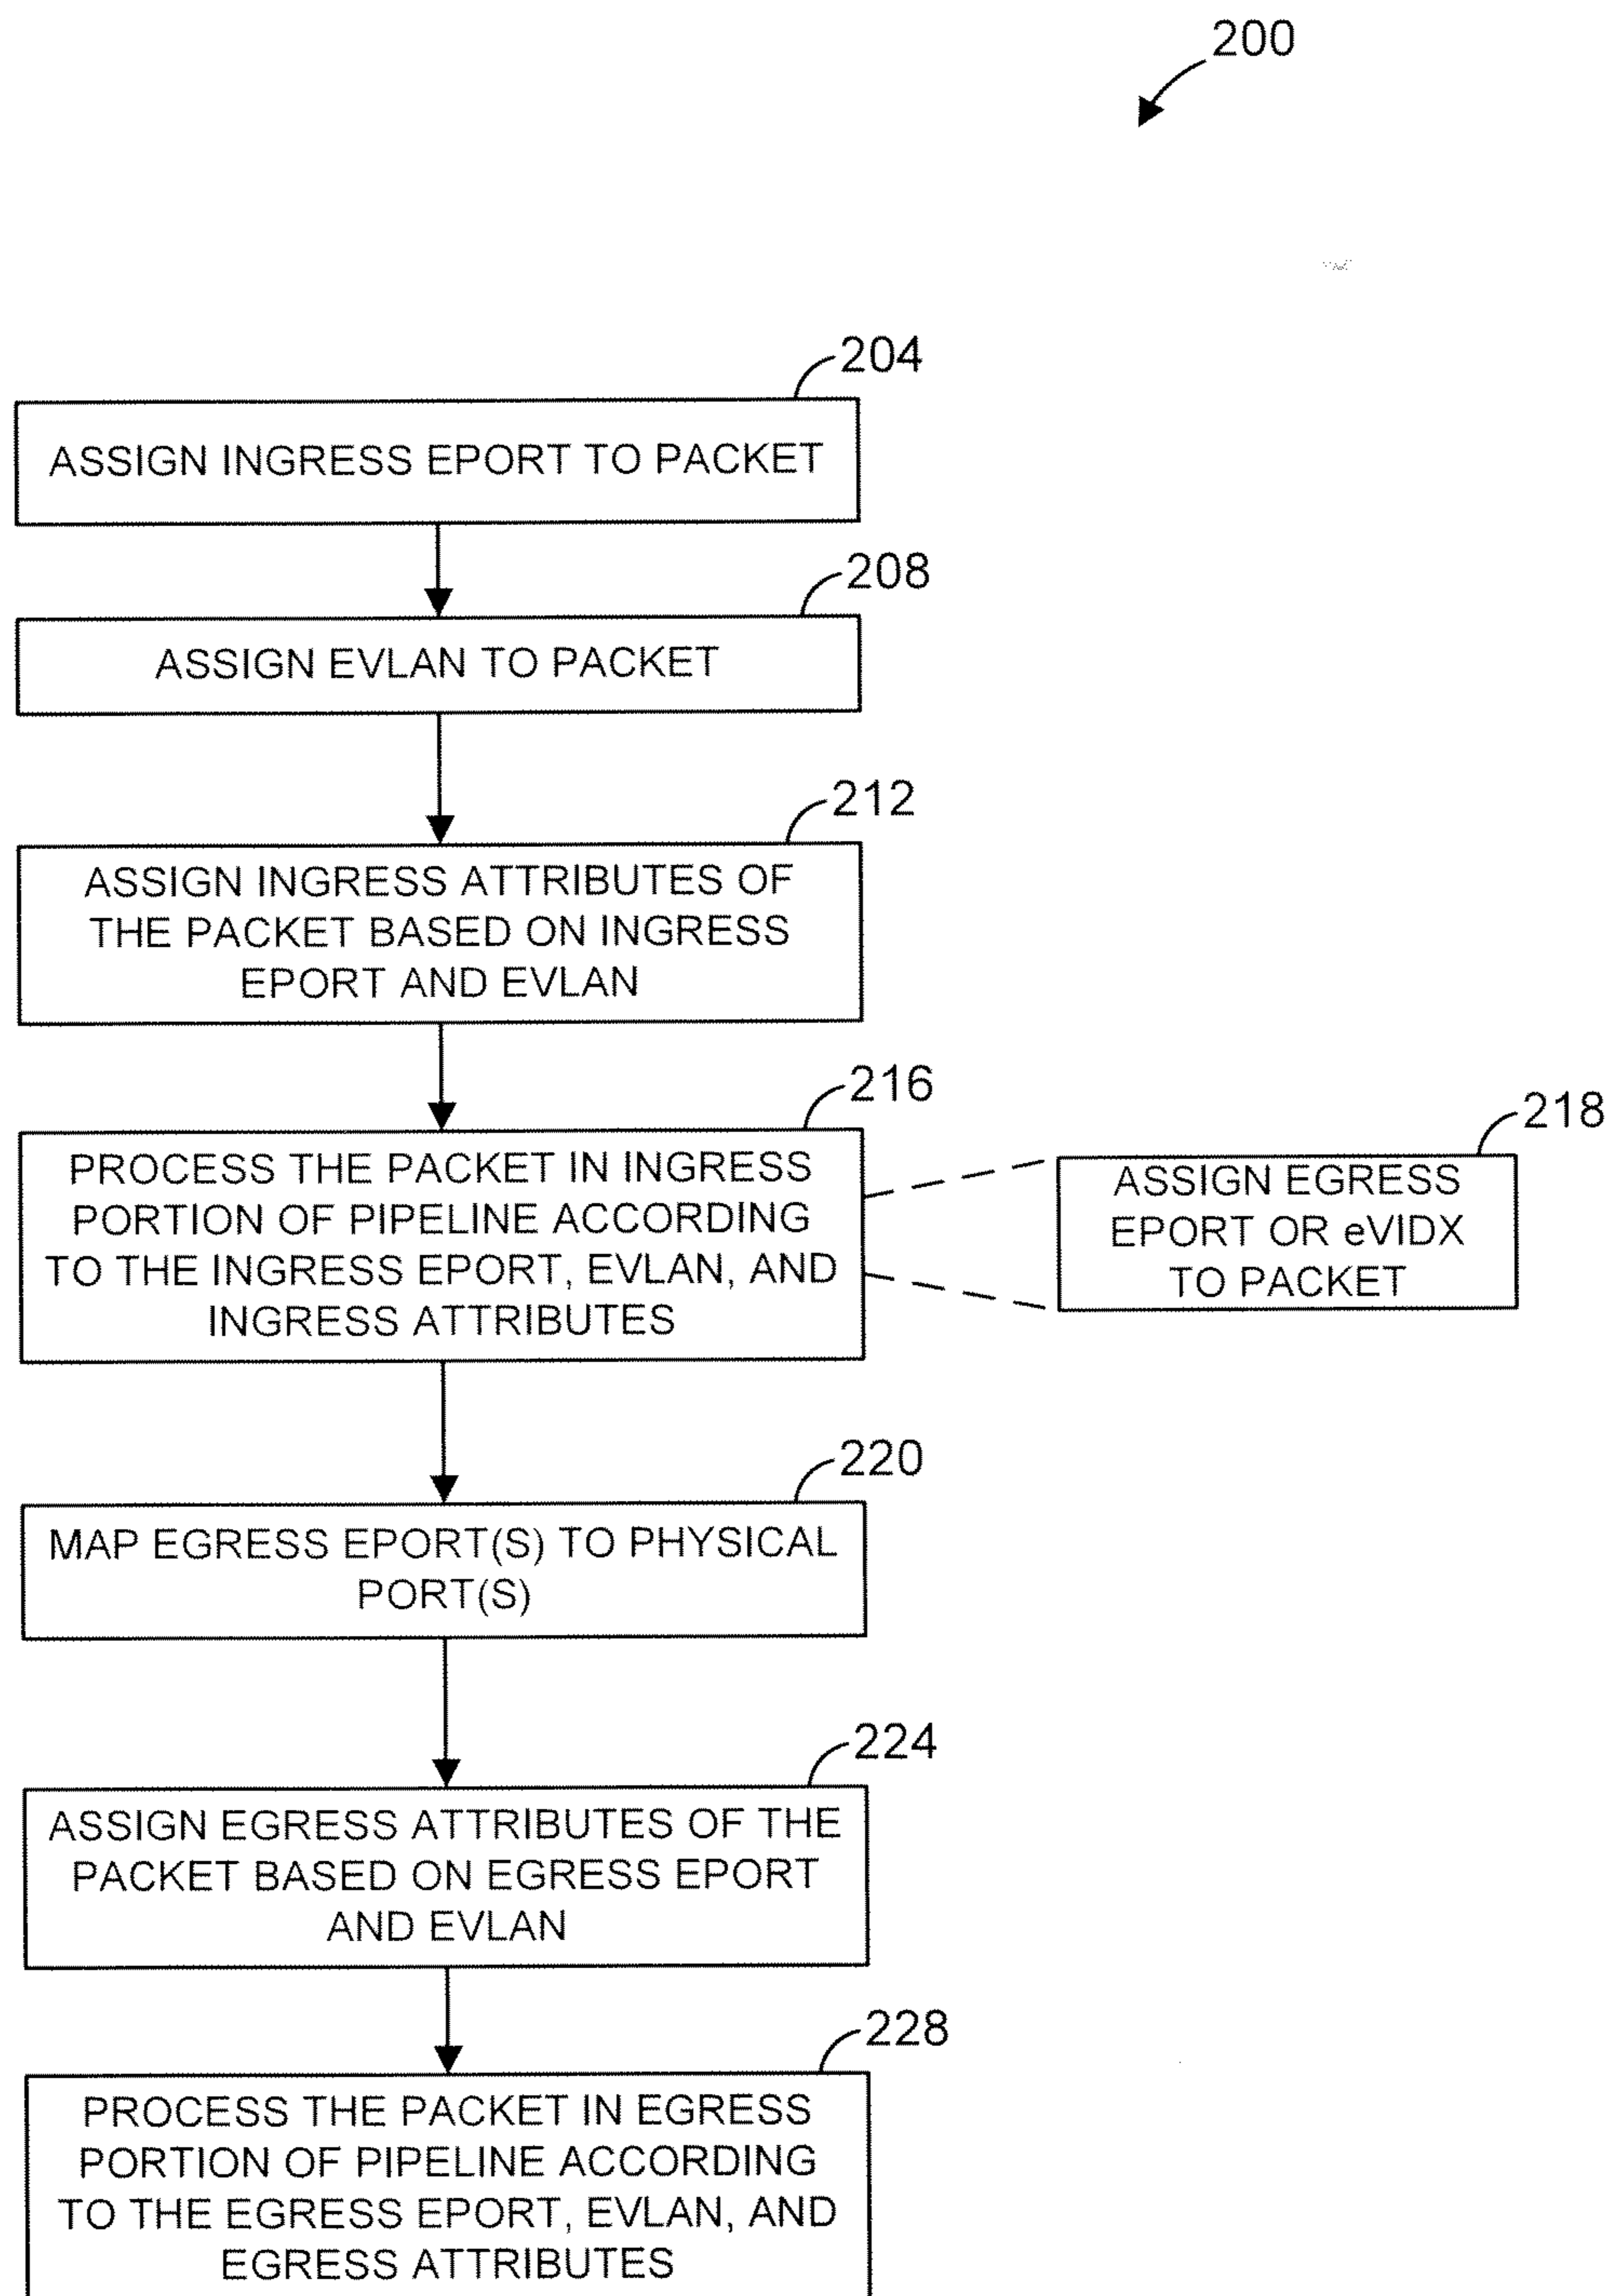 200
204
ASSIGN INGRESS EPORT TO PACKET
208
ASSIGN EVLAN TO PACKET
212
ASSIGN INGRESS ATTRIBUTES OF
THE PACKET BASED ON INGRESS
EPORT AND EVLAN
216
PROCESS THE PACKET IN INGRESS
PORTION OF PIPELINE ACCORDING
TO THE INGRESS EPORT, EVLAN, AND
INGRESS ATTRIBUTES
218
ASSIGN EGRESS
EPORT OR eVIDX
TO PACKET
220
MAP EGRESS EPORT(S) TO PHYSICAL
PORT(S)
224
ASSIGN EGRESS ATTRIBUTES OF THE
PACKET BASED ON EGRESS EPORT
AND EVLAN
228
PROCESS THE PACKET IN EGRESS
PORTION OF PIPELINE ACCORDING
TO THE EGRESS EPORT, EVLAN, AND
EGRESS ATTRIBUTES